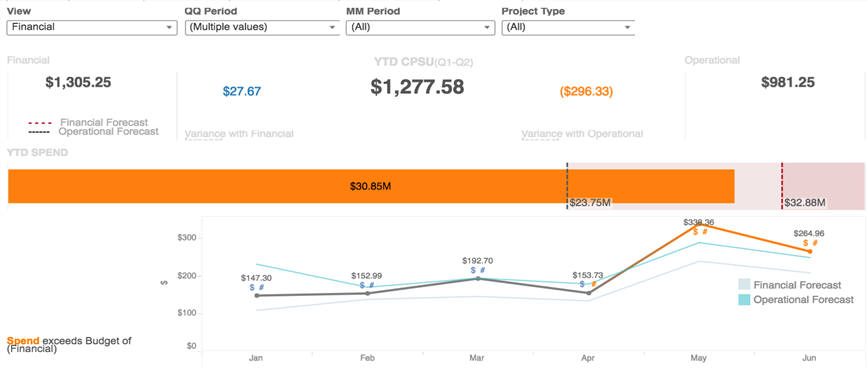 View
QQ Period
MM Period
Project Type
Financial
(Multiple values)
(All)
(All)
Financial
YTD CPSU(Q1-Q2)
Operational
$1,305.25
$27.67
$1,277.58
($296.33)
$981.25
Financial Forecast
Operational Forecast
Variance with Financial
Variance with Operational
YTD SPEND
$30.85M
$23.75M
$32.88M
$300
$200
$100
$0
$
$147.30
$ #
$152.99
$ #
$192.70
$ #
$153.73
$ #
$338.36
$ #
$264.96
$ #
Financial Forecast
Operational Forecast
Spend exceeds Budget of
(Financial)
Jan
Feb
Mar
Apr
May
Jun